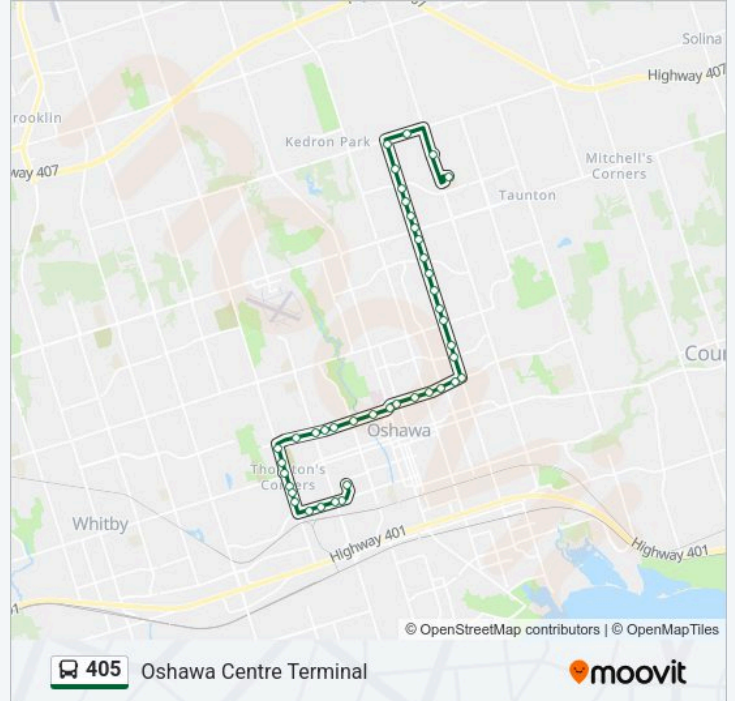 Solina
Highway 407
rooklin
Kedron Park
way 407
Mitchell's
Corners
Taunton
Cour
Oshawa
Corners
Whitby
Highway 401
Highway 401
© OpenStreetMap contributors | © OpenMapTiles
405 Oshawa Centre Terminal
moovit